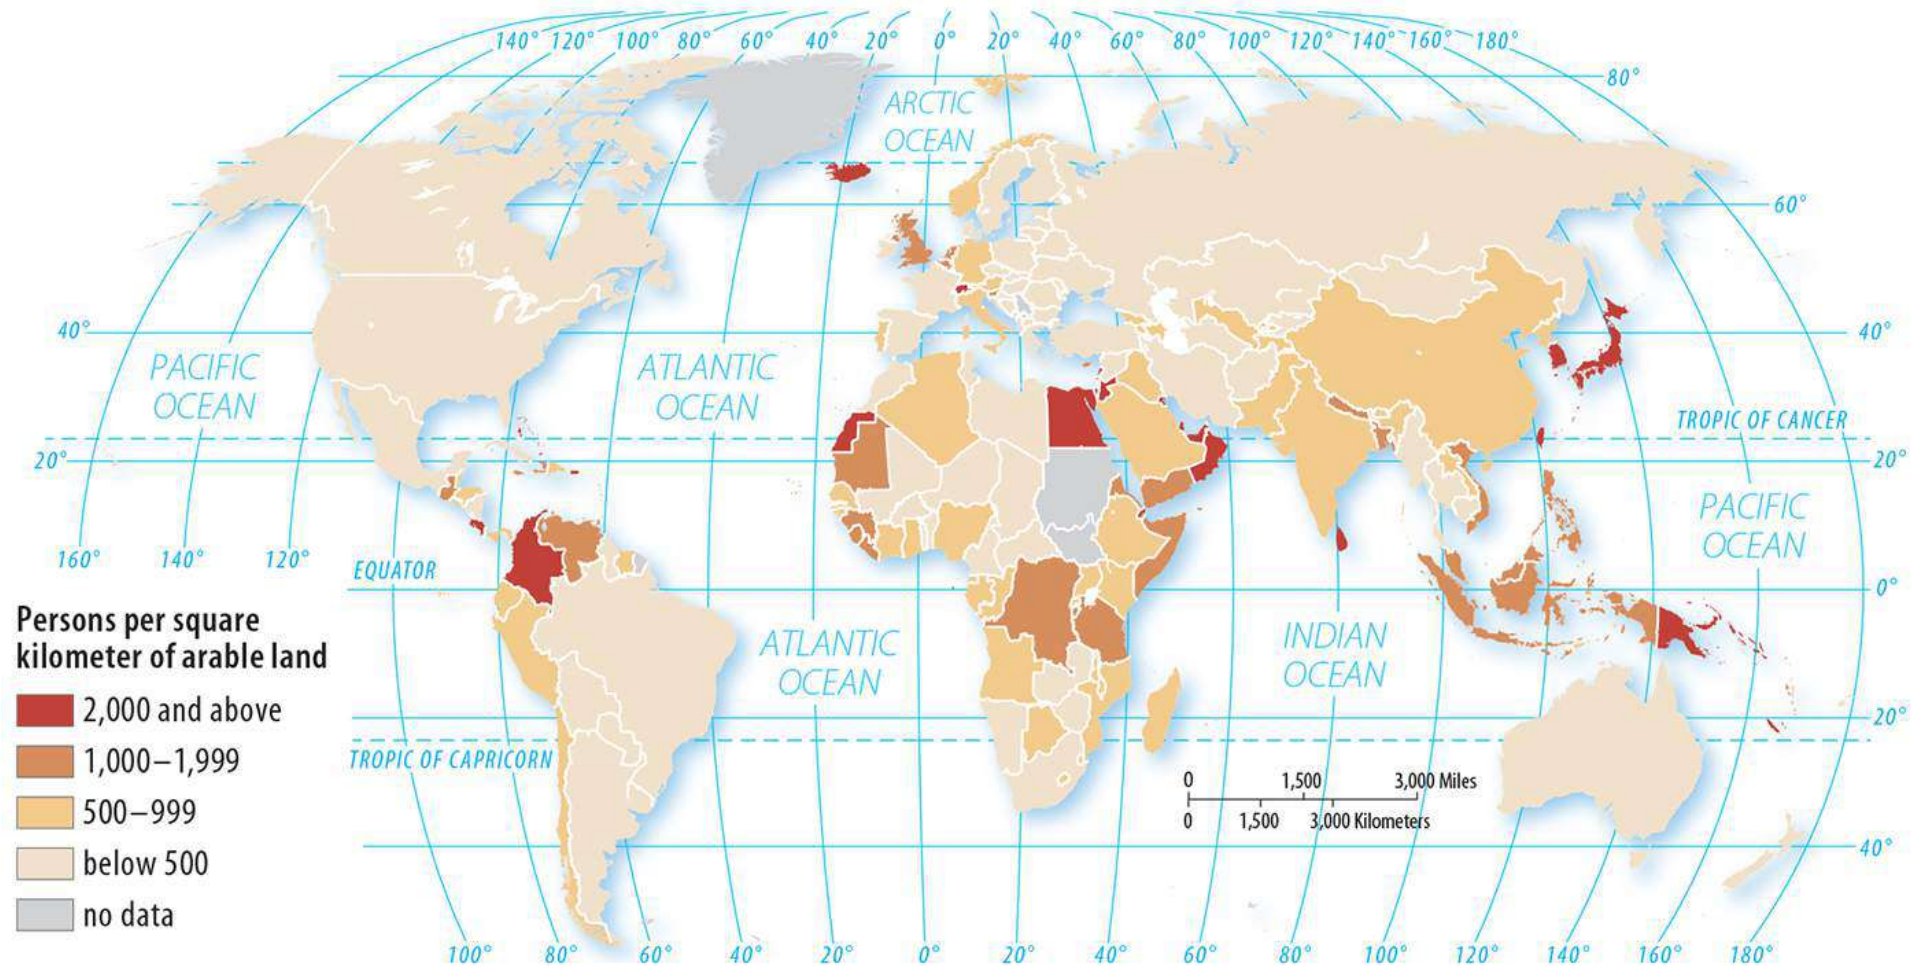 140° 120° 100° 80° 60° 40° 20° 0° 20° 40° 60° 80° 100° 120° 140° 160° 180°
80°
ARCTIC
OCEAN
60°
40°
40°
PACIFIC
OCEAN
ATLANTIC
OCEAN
TROPIC OF CANCER
20°
20°
PACIFIC
OCEAN
160° 140° 120°
EQUATOR
0°
ATLANTIC
OCEAN
INDIAN
OCEAN
20°
TROPIC OF CAPRICORN
0 1,500 3,000 Miles
0 1,500 3,000 Kilometers
40°
Persons per square
kilometer of arable land
2,000 and above
1,000–1,999
500–999
below 500
no data
100° 80° 60° 40° 20° 0° 20° 40° 60° 80° 100° 120° 140° 160° 180°